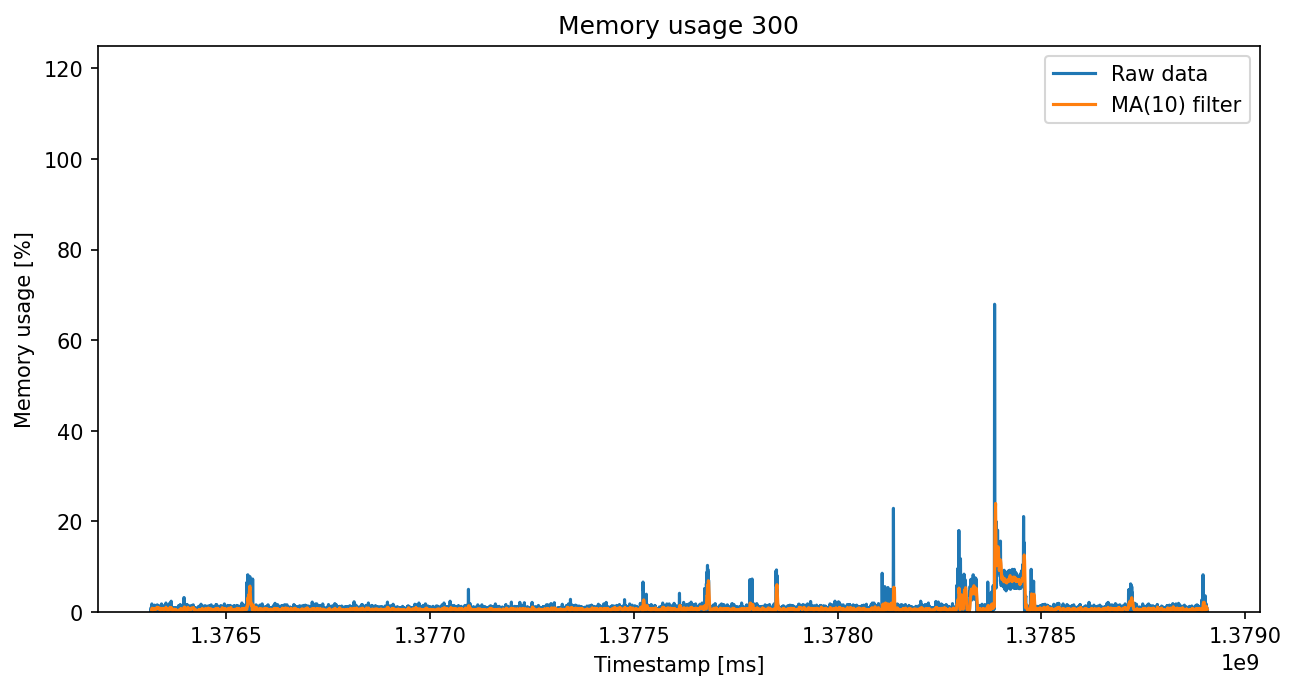 Memory usage 300
Raw data
MA(10) filter
Memory usage [%]
120
100
80
60
40
20
0
1.3765 1.3770 1.3775 1.3780 1.3785 1.3790
1e9
Timestamp [ms]